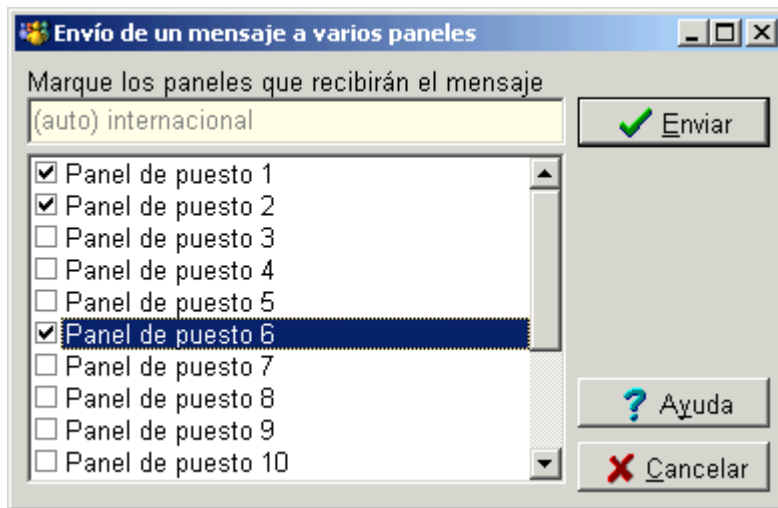 Envío de un mensaje a varios paneles
Marque los paneles que recibirán el mensaje
(auto) internacional
Enviar
Panel de puesto 1
Panel de puesto 2
Panel de puesto 3
Panel de puesto 4
Panel de puesto 5
Panel de puesto 6
Panel de puesto 7
Panel de puesto 8
Panel de puesto 9
Panel de puesto 10
Ayuda
Cancelar